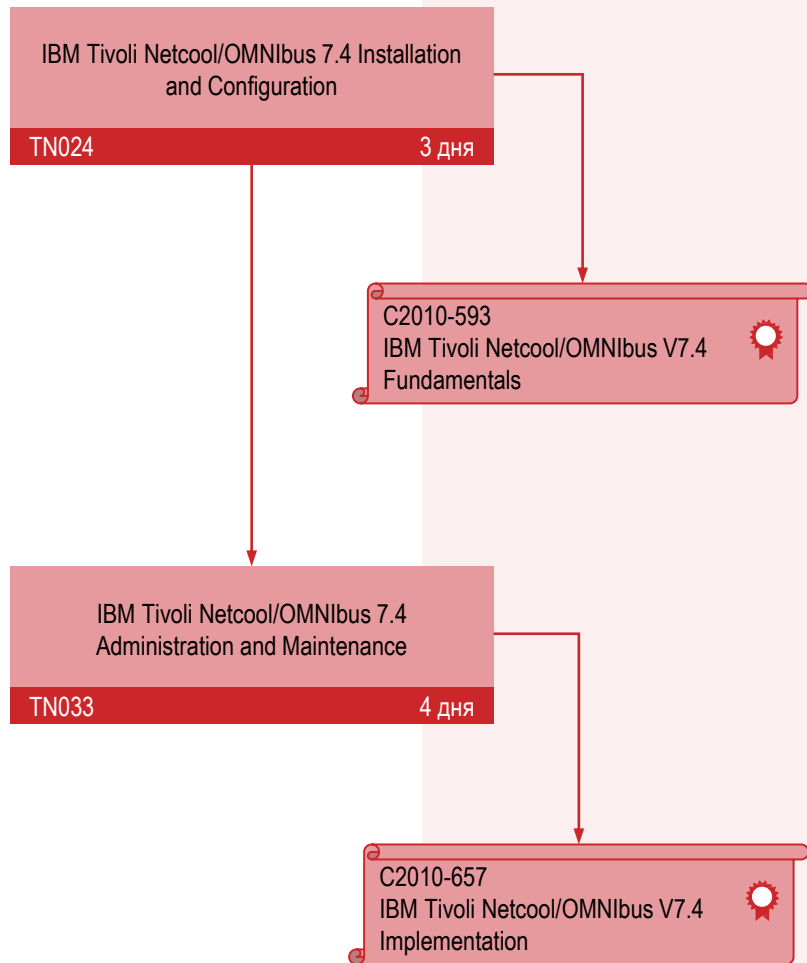 IBM Tivoli Netcool/OMNIbus 7.4 Installation
and Configuration
TN024 3 дня
C2010-593
IBM Tivoli Netcool/OMNIbus V7.4
Fundamentals
IBM Tivoli Netcool/OMNIbus 7.4
Administration and Maintenance
TN033 4 дня
C2010-657
IBM Tivoli Netcool/OMNIbus V7.4
Implementation